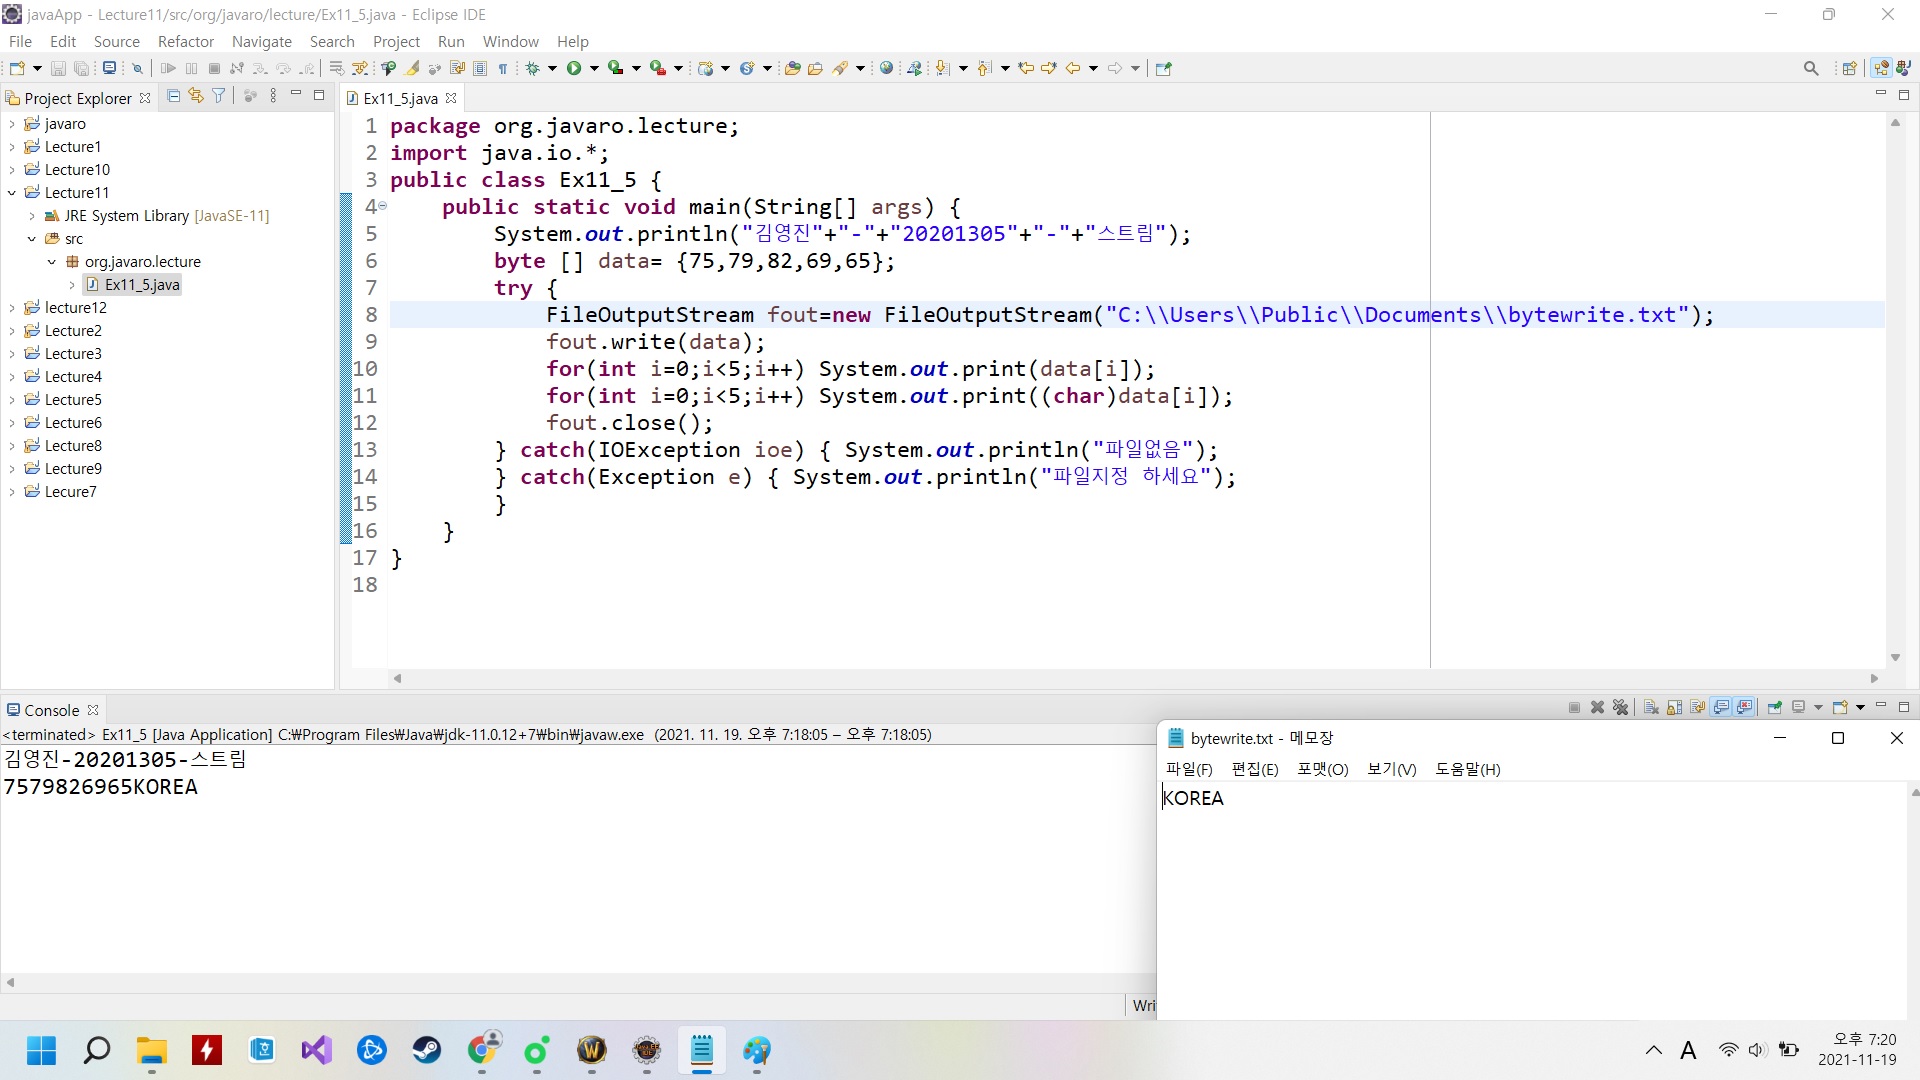 javaApp - Lecture11/src/org/javaro/lecture/Ex11_5.java - Eclipse IDE
File Edit Source Refactor Navigate Search Project Run Window Help
Project Explorer
javaro
Lecture1
Lecture10
Lecture11
JRE System Library [JavaSE-11]
src
org.javaro.lecture
Ex11_5.java
lecture12
Lecture2
Lecture3
Lecture4
Lecture5
Lecture6
Lecture8
Lecture9
Lecure7
Ex11_5.java
1 package org.javaro.lecture;
2 import java.io.*;
3 public class Ex11_5 {
4 public static void main(String[] args) {
5 System.out.println("김영진"+"-"+"20201305"+"-"+"스트림");
6 byte [] data= {75,79,82,69,65};
7 try {
8 FileOutputStream fout=new FileOutputStream("C:\\Users\\Public\\Documents\\bytewrite.txt");
9 fout.write(data);
10 for(int i=0;i<5;i++) System.out.print(data[i]);
11 for(int i=0;i<5;i++) System.out.print((char)data[i]);
12 fout.close();
13 } catch(IOException ioe) { System.out.println("파일없음");
14 } catch(Exception e) { System.out.println("파일지정 하세요");
15 }
16 }
17 }
18
Console
<terminated> Ex11_5 [Java Application] C:₩Program Files₩Java₩jdk-11.0.12+7₩bin₩javaw.exe (2021. 11. 19. 오후 7:18:05 – 오후 7:18:05)
김영진-20201305-스트림
7579826965KOREA
bytewrite.txt - 메모장
파일(F) 편집(E) 포맷(O) 보기(V) 도움말(H)
KOREA
Wri
A
오후 7:20
2021-11-19